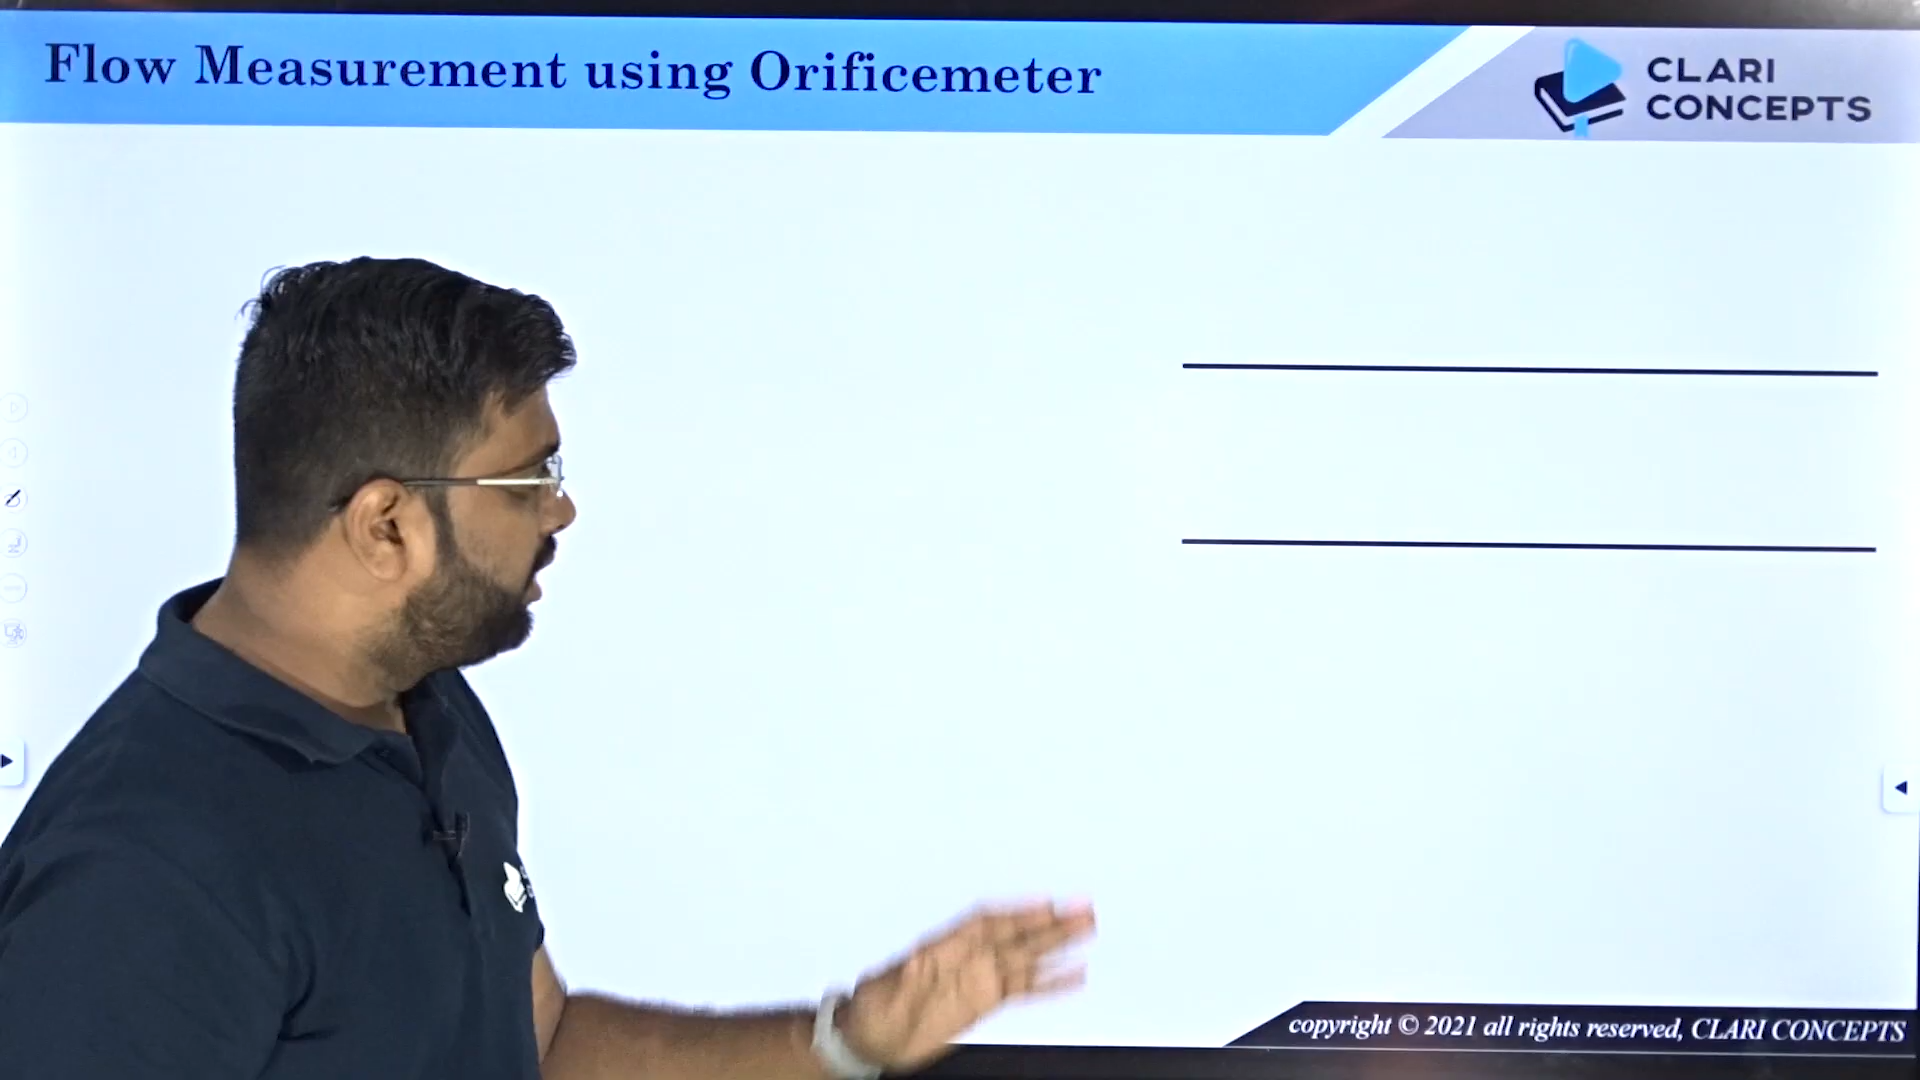 Flow Measurement using Orificemeter
CLARI
CONCEPTS
copyright © 2021 all rights reserved, CLARI CONCEPTS